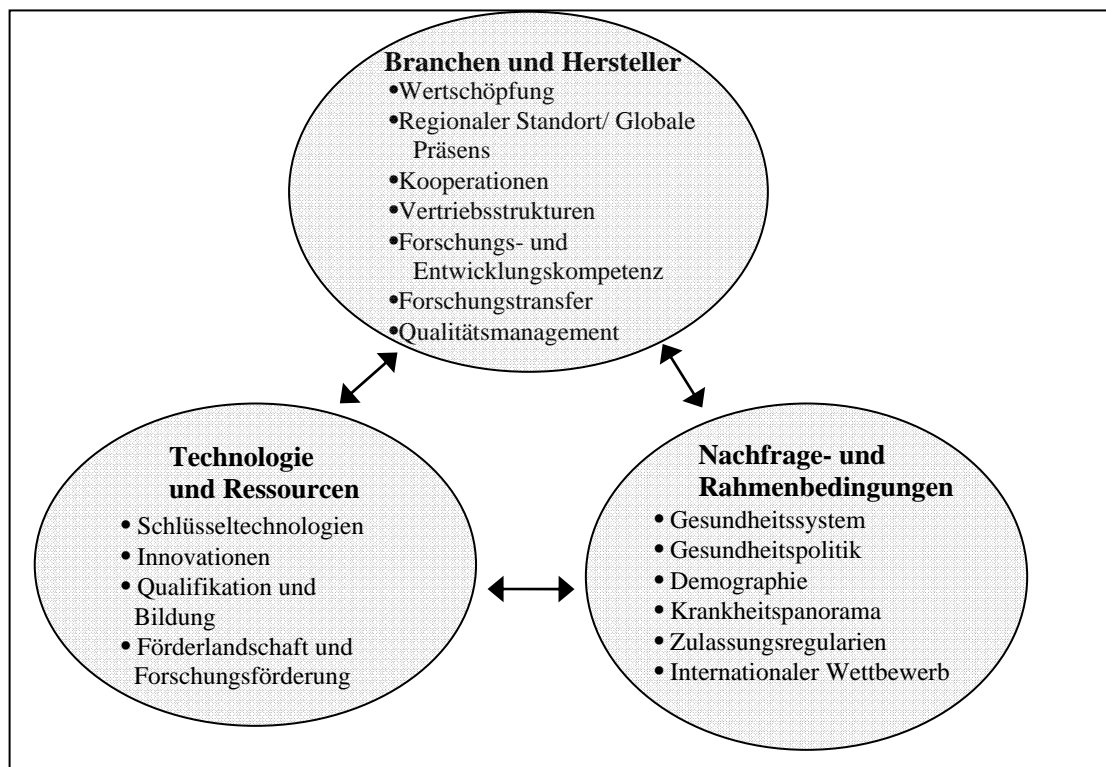 Branchen und Hersteller
•Wertschöpfung
•Regionaler Standort/ Globale
Präsens
•Kooperationen
•Vertriebsstrukturen
•Forschungs- und
Entwicklungskompetenz
•Forschungstransfer
•Qualitätsmanagement
Technologie
und Ressourcen
• Schlüsseltechnologien
• Innovationen
• Qualifikation und
Bildung
• Förderlandschaft und
Forschungsförderung
Nachfrage- und
Rahmenbedingungen
• Gesundheitssystem
• Gesundheitspolitik
• Demographie
• Krankheitspanorama
• Zulassungsregularien
• Internationaler Wettbewerb